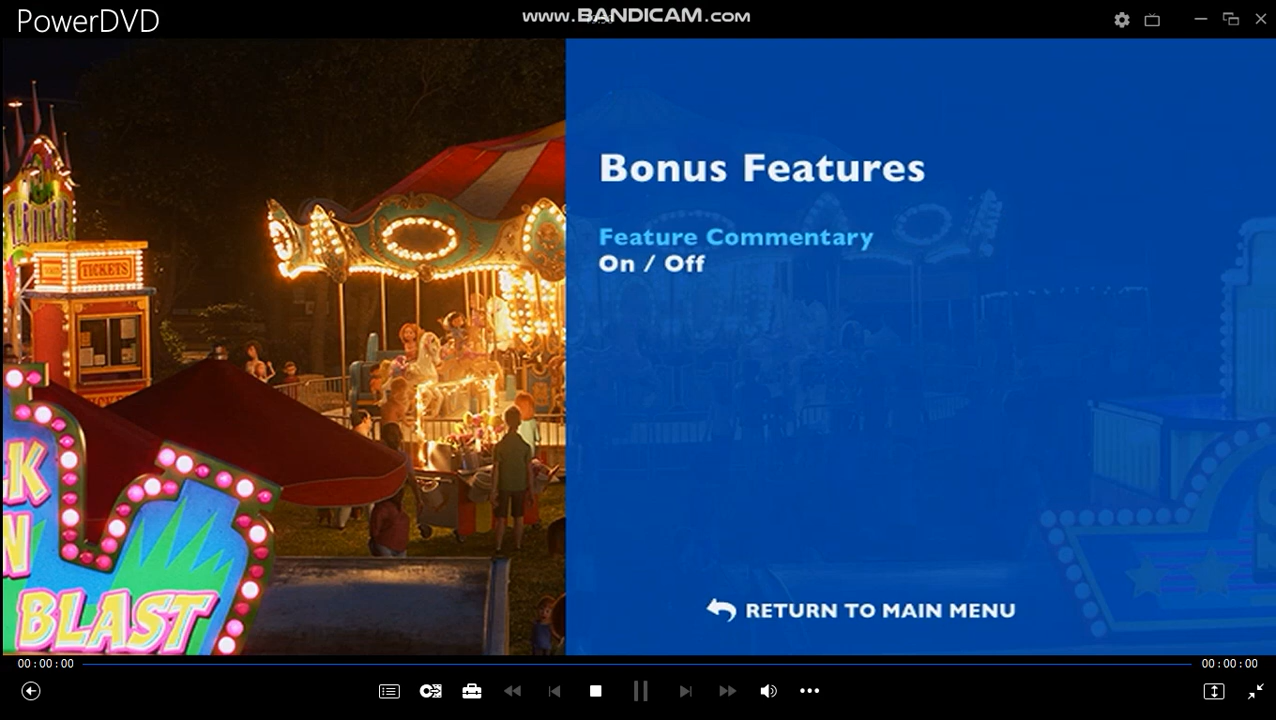 PowerDVD
www.BANDICAM.com
TICKETS
Bonus Features
Feature Commentary
On / Off
BLAST
RETURN TO MAIN MENU
00:00:00
00:00:00